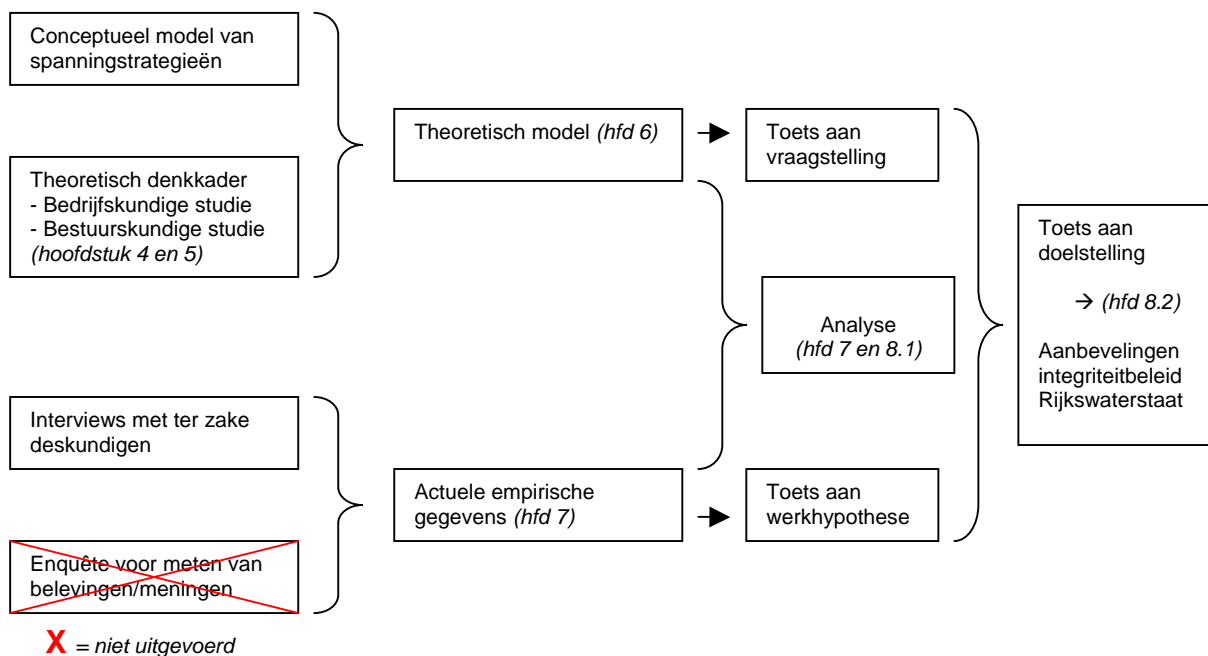 Conceptueel model van
spanningstrategieën
Theoretisch denkkader
- Bedrijfskundige studie
- Bestuurskundige studie
(hoofdstuk 4 en 5)
Interviews met ter zake
deskundigen
Enquête voor meten van
belevingen/meningen
X = niet uitgevoerd
Theoretisch model (hfd 6)
Actuele empirische
gegevens (hfd 7)
Toets aan
vraagstelling
Analyse
(hfd 7 en 8.1)
Toets aan
werkhypothese
Toets aan
doelstelling
→ (hfd 8.2)
Aanbevelingen
integriteitbeleid
Rijkswaterstaat